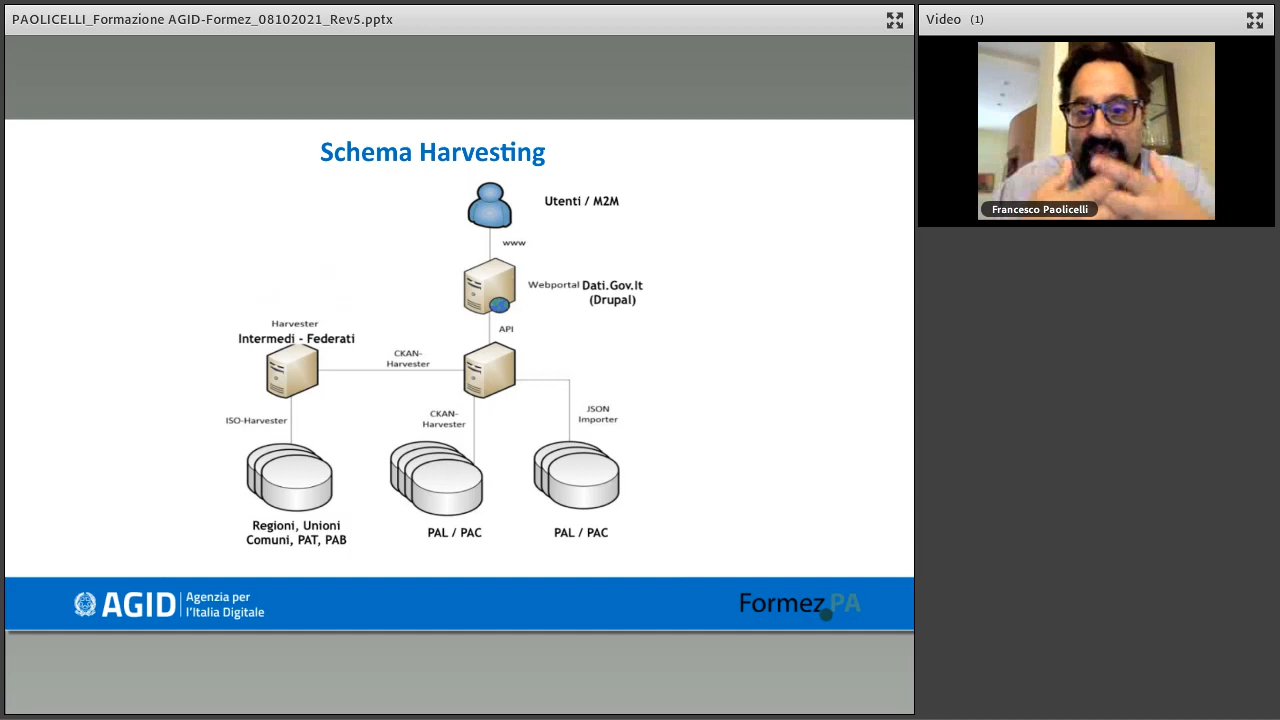 PAOLICELLI_Formazione AGID-Formez_08102021_Rev5.pptx
Video (1)
Schema Harvesting
Utenti / M2M
www
Webportal Dati.Gov.It
(Drupal)
API
Harvester
Intermedi - Federati
CKAN-
Harvester
ISO-Harvester
CKAN-
Harvester
JSON
Importer
Regioni, Unioni
Comuni, PAT, PAB
PAL / PAC
PAL / PAC
AGID
Agenzia per
l'Italia Digitale
Formez PA
Francesco Paolicelli